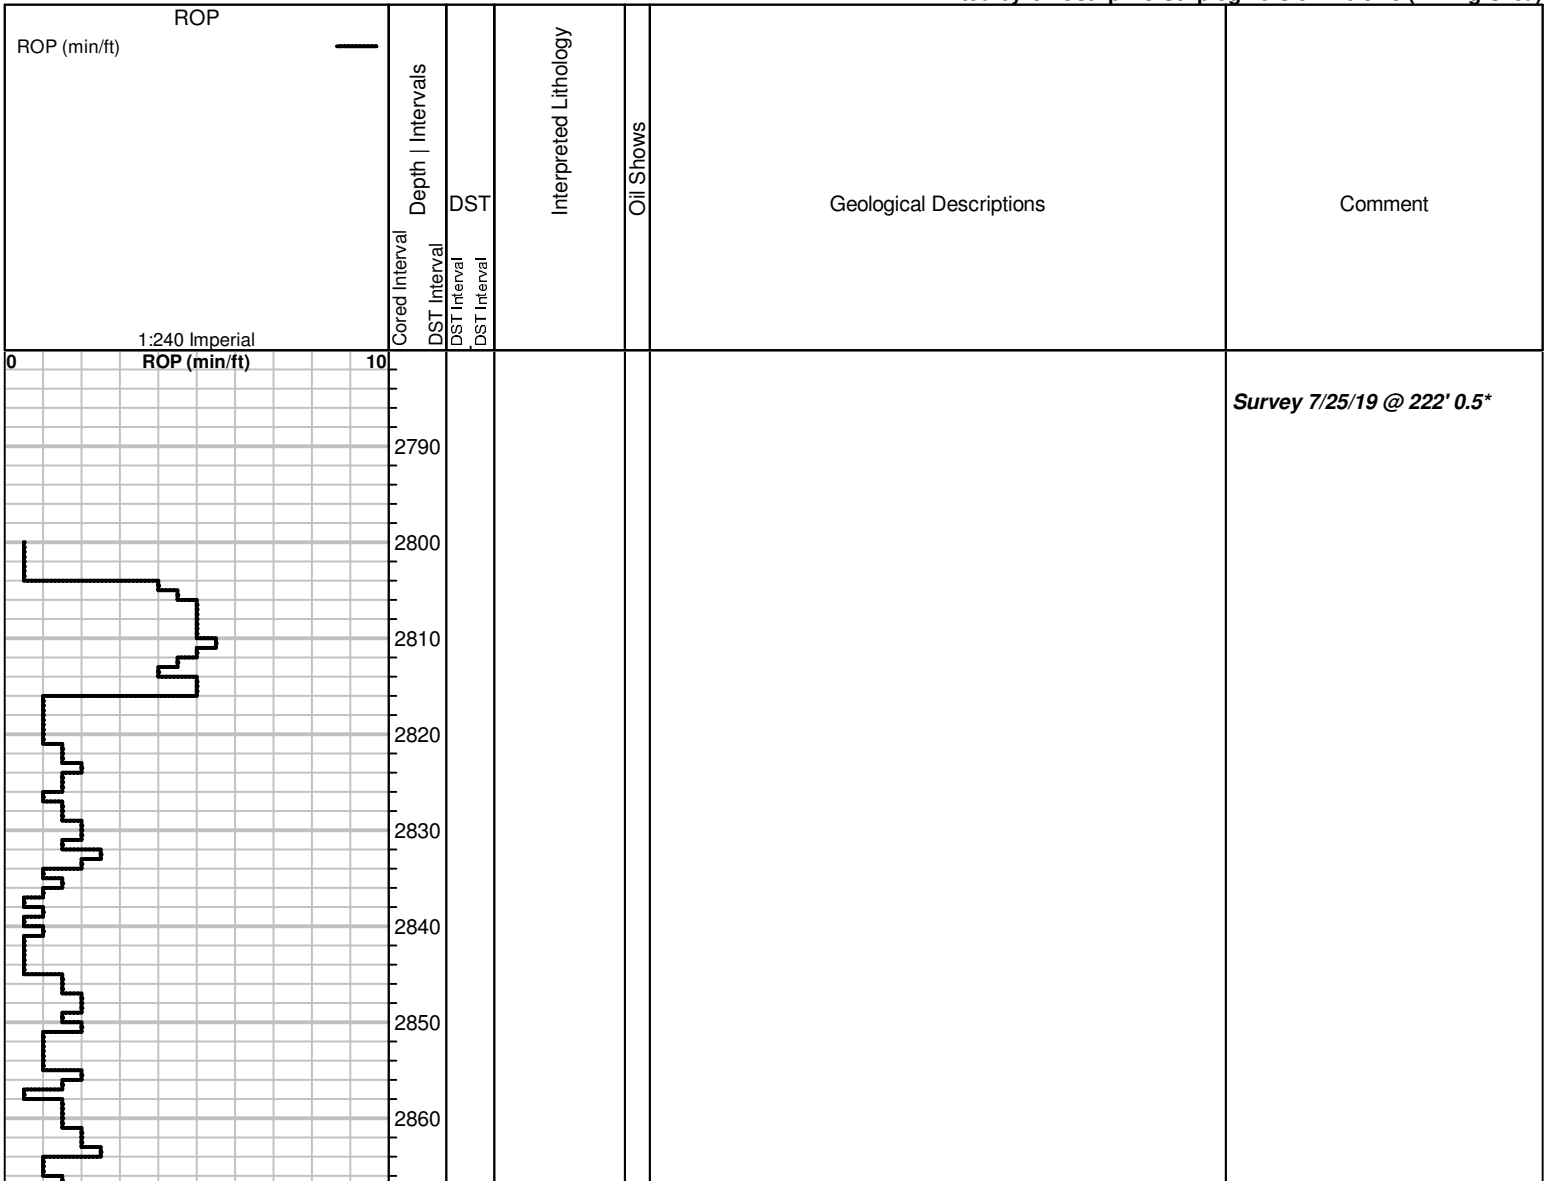 ROP
ROP (min/ft)
1:240 Imperial
Cored Interval
Depth | Intervals
DST Interval
DST
DST Interval
DST Interval
Interpreted Lithology
Oil Shows
Geological Descriptions
Comment
0 ROP (min/ft) 10
Survey 7/25/19 @ 222' 0.5*
2790
2800
2810
2820
2830
2840
2850
2860